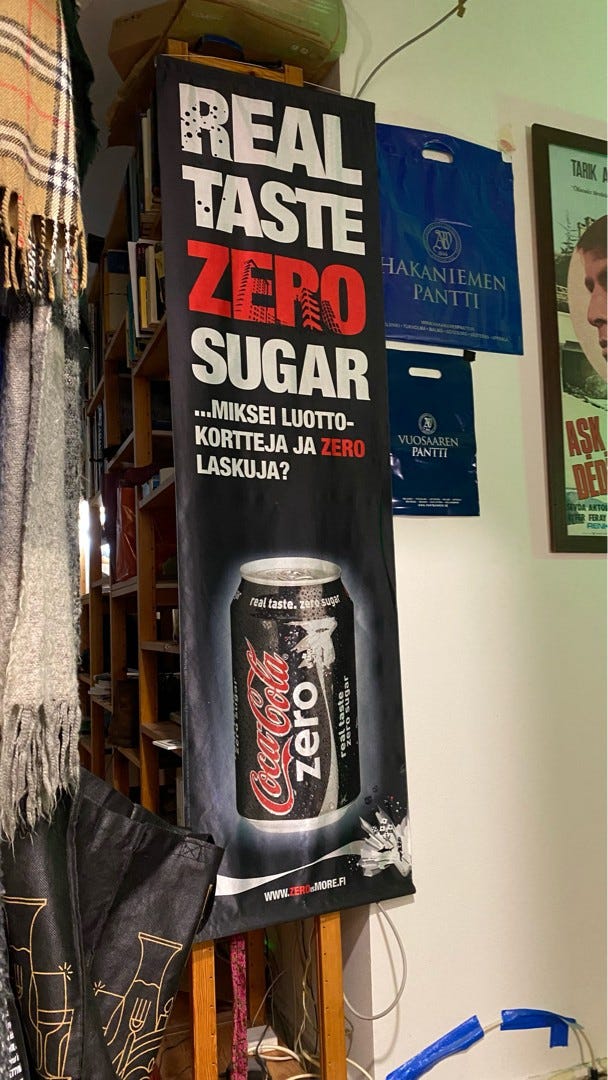 REAL
TASTE
ZERO
SUGAR
...MIKSEI LUOTTO-
KORTTEJA JA ZERO
LASKUJA?
real taste. zero sugar
Coca-Cola
zero
real taste
zero sugar
WWW.ZEROISMORE.FI
HAKANIEMEN
PANTTI
VUOSAAREN
PANTTI
TARIK A
ASK
DED